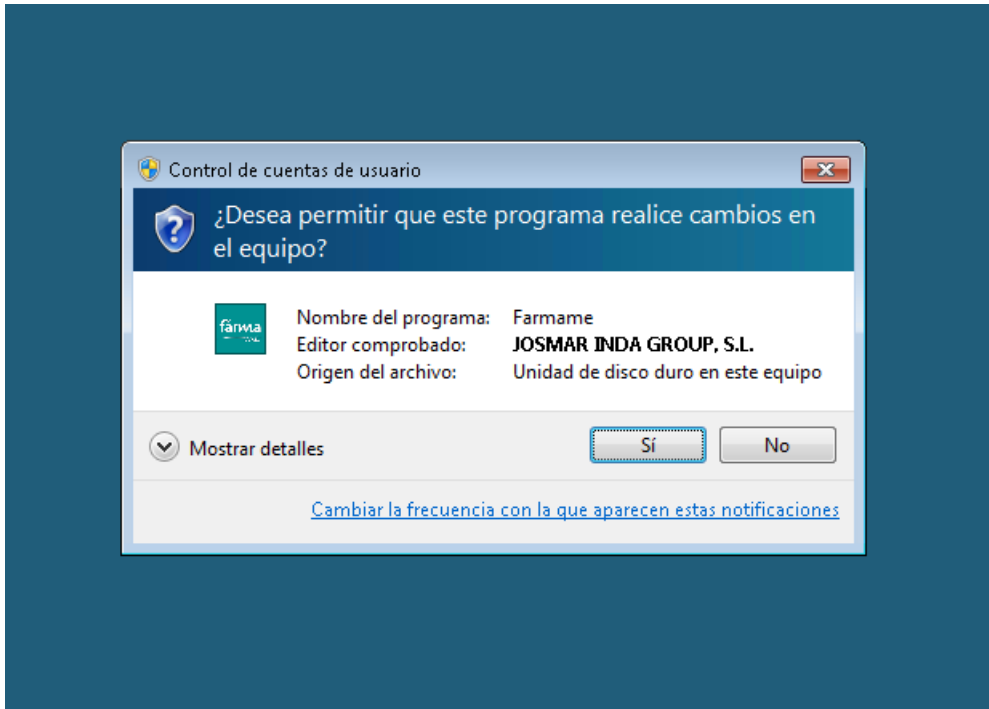 Control de cuentas de usuario
¿Desea permitir que este programa realice cambios en
el equipo?
fárma
Nombre del programa: Farmame
Editor comprobado: JOSMAR INDA GROUP, S.L.
Origen del archivo: Unidad de disco duro en este equipo
Mostrar detalles Sí No
Cambiar la frecuencia con la que aparecen estas notificaciones